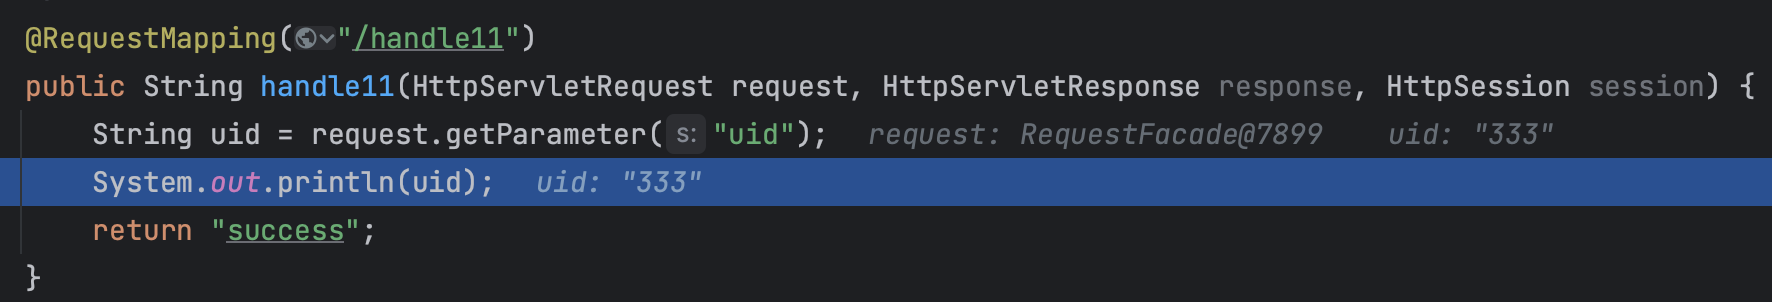 @RequestMapping("/handle11")
public String handle11(HttpServletRequest request, HttpServletResponse response, HttpSession session) {
    String uid = request.getParameter( s: "uid");   request: RequestFacade@7899    uid: "333"
    System.out.println(uid);   uid: "333"
    return "success";
}